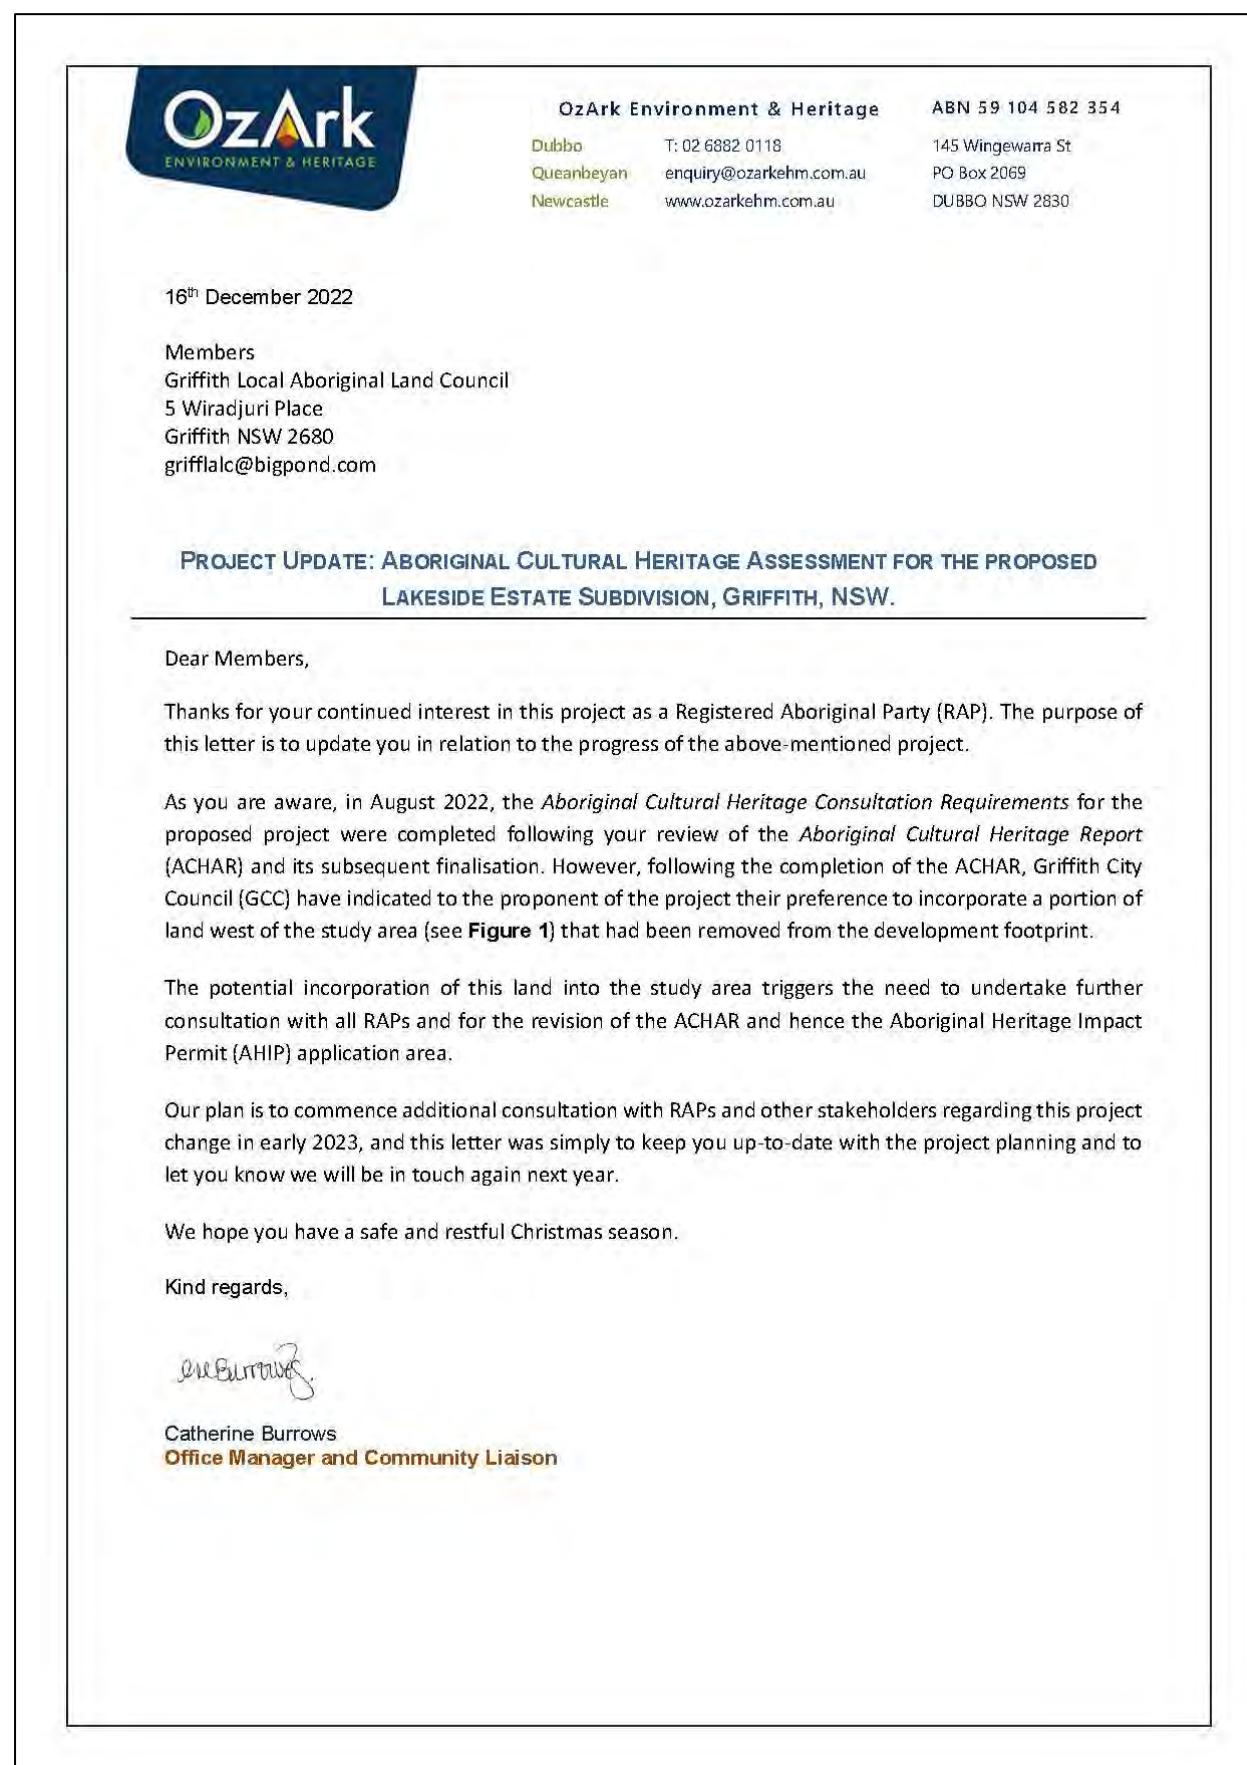 OzArk
ENVIRONMENT & HERITAGE
OzArk Environment & Heritage
ABN 59 104 582 354
Dubbo T: 02 6882 0118 145 Wingewarra St
Queanbeyan enquiry@ozarkehm.com.au PO Box 2069
Newcastle www.ozarkehm.com.au DUBBO NSW 2830
16th December 2022
Members
Griffith Local Aboriginal Land Council
5 Wiradjuri Place
Griffith NSW 2680
grifflalc@bigpond.com
PROJECT UPDATE: ABORIGINAL CULTURAL HERITAGE ASSESSMENT FOR THE PROPOSED
LAKESIDE ESTATE SUBDIVISION, GRIFFITH, NSW.
Dear Members,
Thanks for your continued interest in this project as a Registered Aboriginal Party (RAP). The purpose of
this letter is to update you in relation to the progress of the above-mentioned project.
As you are aware, in August 2022, the Aboriginal Cultural Heritage Consultation Requirements for the
proposed project were completed following your review of the Aboriginal Cultural Heritage Report
(ACHAR) and its subsequent finalisation. However, following the completion of the ACHAR, Griffith City
Council (GCC) have indicated to the proponent of the project their preference to incorporate a portion of
land west of the study area (see Figure 1) that had been removed from the development footprint.
The potential incorporation of this land into the study area triggers the need to undertake further
consultation with all RAPs and for the revision of the ACHAR and hence the Aboriginal Heritage Impact
Permit (AHIP) application area.
Our plan is to commence additional consultation with RAPs and other stakeholders regarding this project
change in early 2023, and this letter was simply to keep you up-to-date with the project planning and to
let you know we will be in touch again next year.
We hope you have a safe and restful Christmas season.
Kind regards,
Catherine Burrows
Office Manager and Community Liaison